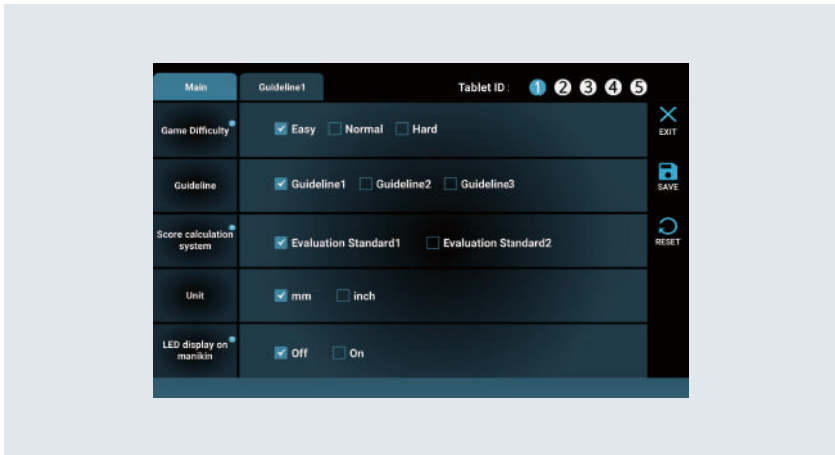 Main Guideline1 Tablet ID : 1 2 3 4 5
Game Difficulty Easy Normal Hard
EXIT
Guideline Guideline1 Guideline2 Guideline3
SAVE
Score calculation
system
Evaluation Standard1 Evaluation Standard2
RESET
Unit mm inch
LED display on
manikin
Off On